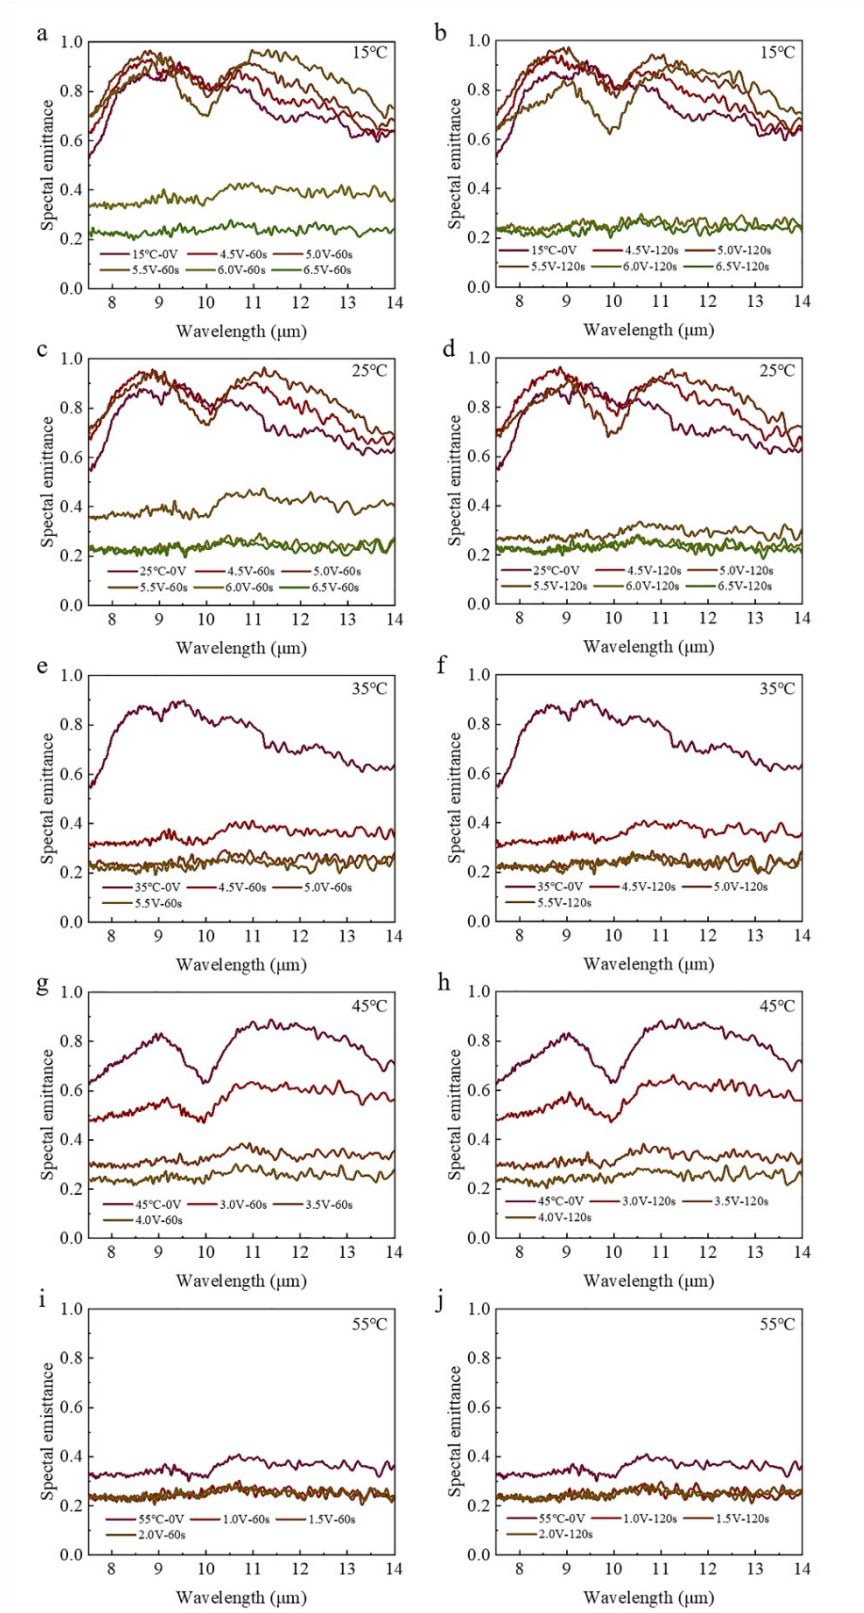 a
15°C
1.0
0.8
0.6
0.4
0.2
0.0
Spectal emittance
15°C-0V 4.5V-60s 5.0V-60s
5.5V-60s 6.0V-60s 6.5V-60s
8 9 10 11 12 13 14
Wavelength (μm)
b
15°C
1.0
0.8
0.6
0.4
0.2
0.0
Spectal emittance
15°C-0V 4.5V-120s 5.0V-120s
5.5V-120s 6.0V-120s 6.5V-120s
8 9 10 11 12 13 14
Wavelength (μm)
c
25°C
1.0
0.8
0.6
0.4
0.2
0.0
Spectal emittance
25°C-0V 4.5V-60s 5.0V-60s
5.5V-60s 6.0V-60s 6.5V-60s
8 9 10 11 12 13 14
Wavelength (μm)
d
25°C
1.0
0.8
0.6
0.4
0.2
0.0
Spectal emittance
25°C-0V 4.5V-120s 5.0V-120s
5.5V-120s 6.0V-120s 6.5V-120s
8 9 10 11 12 13 14
Wavelength (μm)
e
35°C
1.0
0.8
0.6
0.4
0.2
0.0
Spectal emittance
35°C-0V 4.5V-60s 5.0V-60s
5.5V-60s
8 9 10 11 12 13 14
Wavelength (μm)
f
35°C
1.0
0.8
0.6
0.4
0.2
0.0
Spectal emittance
35°C-0V 4.5V-120s 5.0V-120s
5.5V-120s
8 9 10 11 12 13 14
Wavelength (μm)
g
45°C
1.0
0.8
0.6
0.4
0.2
0.0
Spectal emittance
45°C-0V 3.0V-60s 3.5V-60s
4.0V-60s
8 9 10 11 12 13 14
Wavelength (μm)
h
45°C
1.0
0.8
0.6
0.4
0.2
0.0
Spectal emittance
45°C-0V 3.0V-120s 3.5V-120s
4.0V-120s
8 9 10 11 12 13 14
Wavelength (μm)
i
55°C
1.0
0.8
0.6
0.4
0.2
0.0
Spectal emisttance
55°C-0V 1.0V-60s 1.5V-60s
2.0V-60s
8 9 10 11 12 13 14
Wavelength (μm)
j
55°C
1.0
0.8
0.6
0.4
0.2
0.0
Spectal emittance
55°C-0V 1.0V-120s 1.5V-120s
2.0V-120s
8 9 10 11 12 13 14
Wavelength (μm)